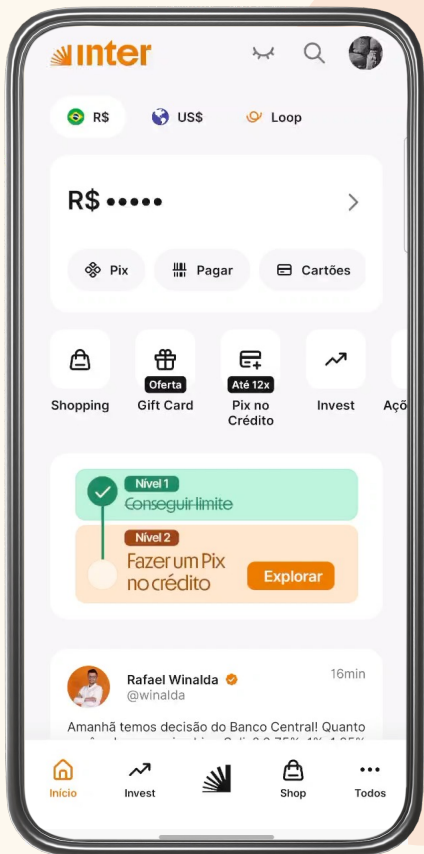 inter
R$ US$ Loop
R$ •••••
Pix Pagar Cartões
Oferta Até 12x
Shopping Gift Card Pix no Crédito Invest Açõ
Nível 1
Conseguir limite
Nível 2
Fazer um Pix
no crédito
Explorar
Rafael Winalda 16min
@winalda
Amanhã temos decisão do Banco Central! Quanto
Início Invest Shop Todos